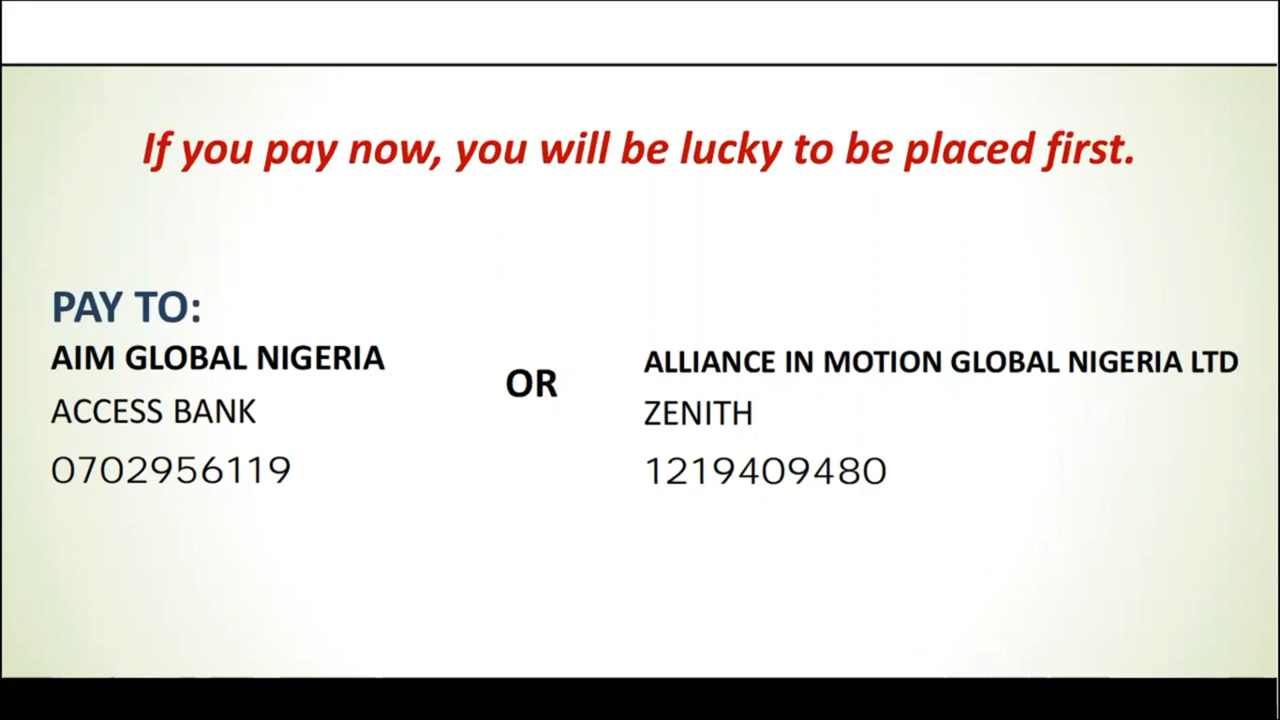 If you pay now, you will be lucky to be placed first.
PAY TO:
AIM GLOBAL NIGERIA
ACCESS BANK
0702956119
OR
ALLIANCE IN MOTION GLOBAL NIGERIA LTD
ZENITH
1219409480